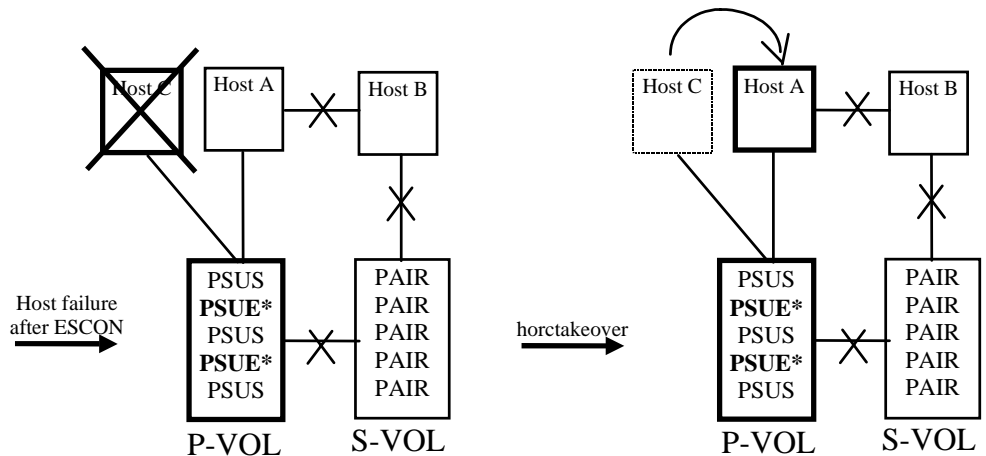 Host C
Host A
Host B
Host failure
after ESCON
PSUS
PSUE*
PSUS
PSUE*
PSUS
PAIR
PAIR
PAIR
PAIR
PAIR
P-VOL
S-VOL
horctakeover
Host C
Host A
Host B
PSUS
PSUE*
PSUS
PSUE*
PSUS
PAIR
PAIR
PAIR
PAIR
PAIR
P-VOL
S-VOL